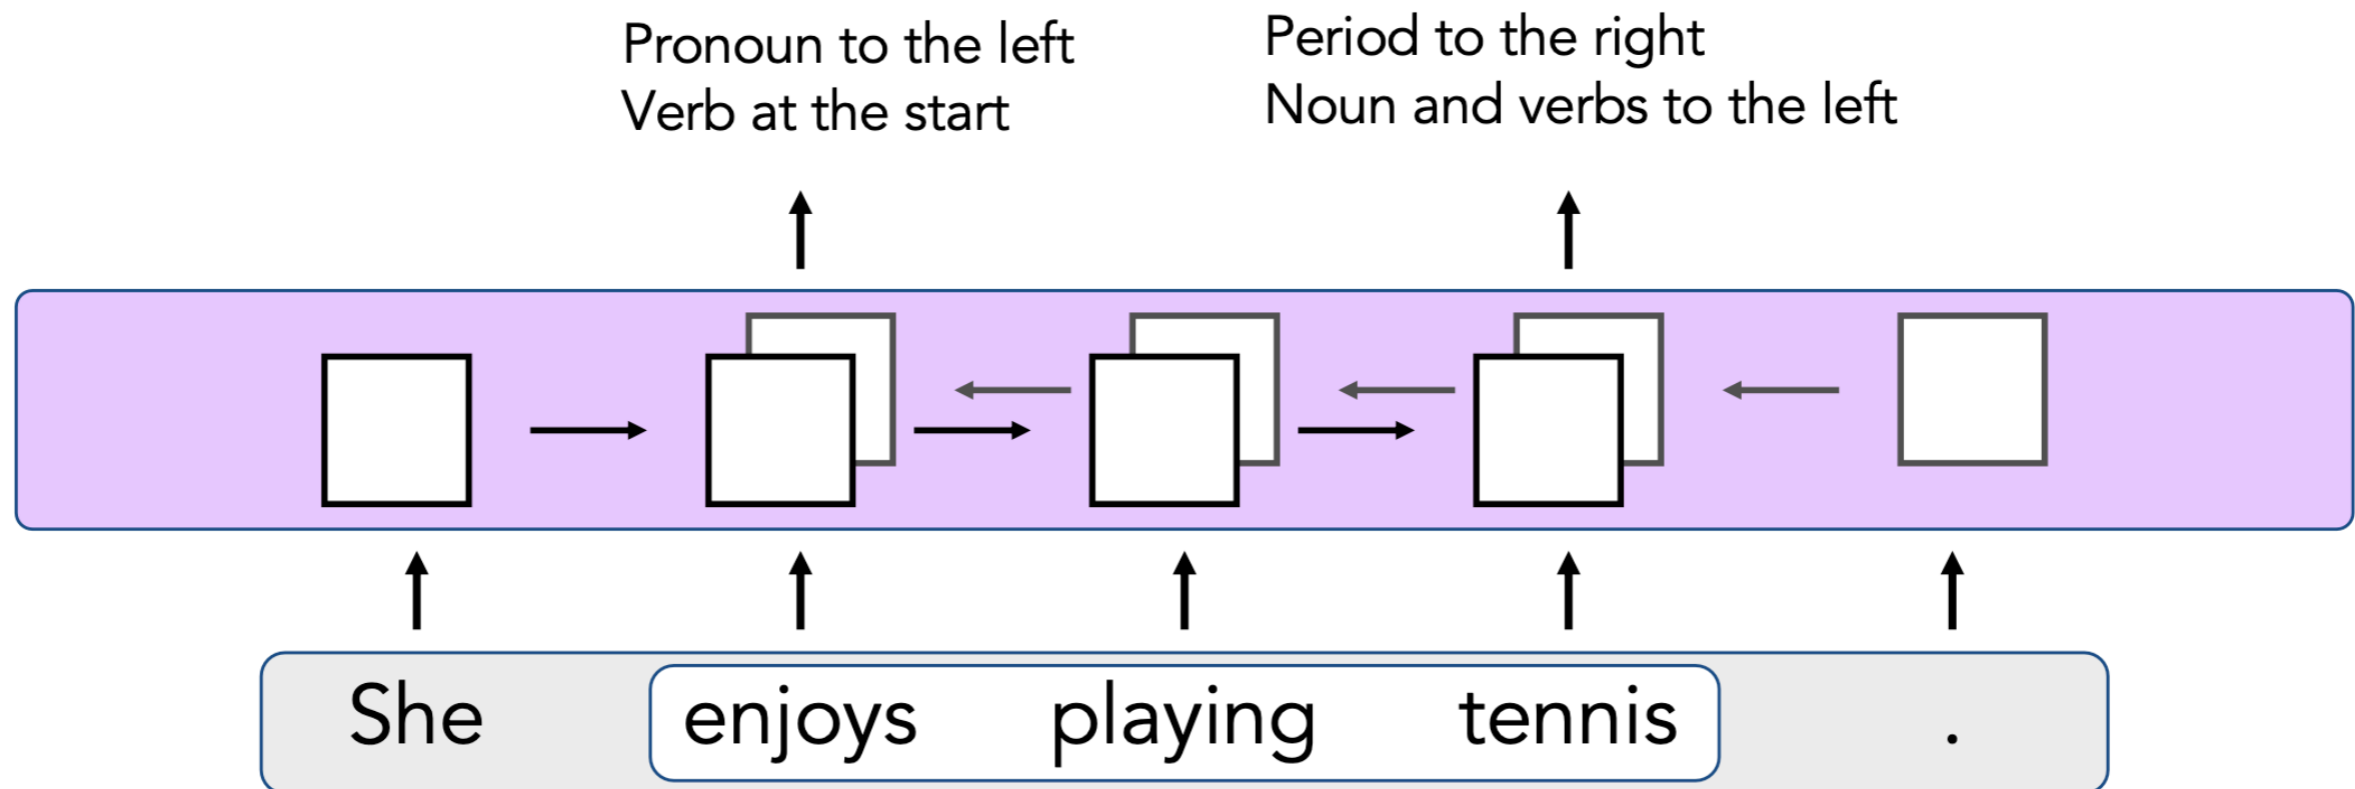 Pronoun to the left
Verb at the start
Period to the right
Noun and verbs to the left
She enjoys playing tennis .